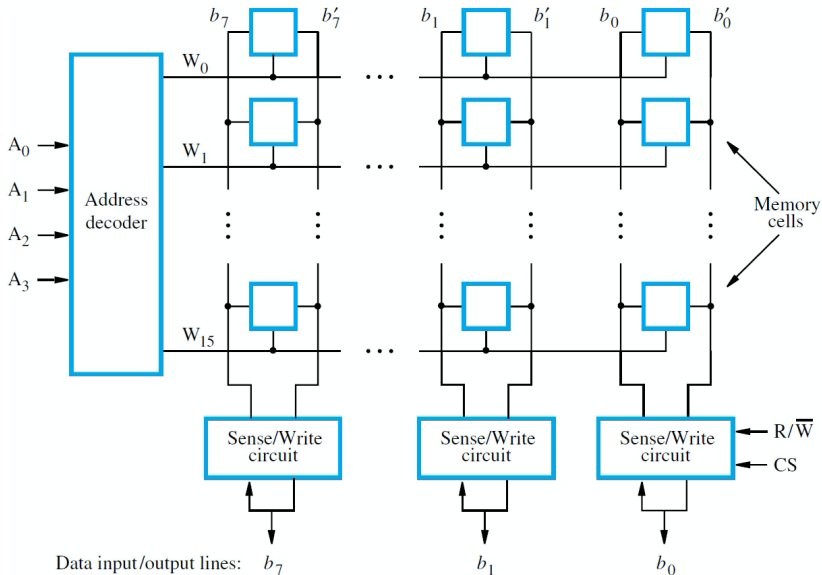 b₇ b′₇ b₁ b′₁ b₀ b′₀
W₀
• • •
A₀
W₁
• • •
A₁
Address
decoder
A₂
A₃
Memory
cells
W₁₅
• • •
Sense/Write
circuit
Sense/Write
circuit
Sense/Write
circuit
R/W̅
CS
Data input/output lines: b₇ b₁ b₀